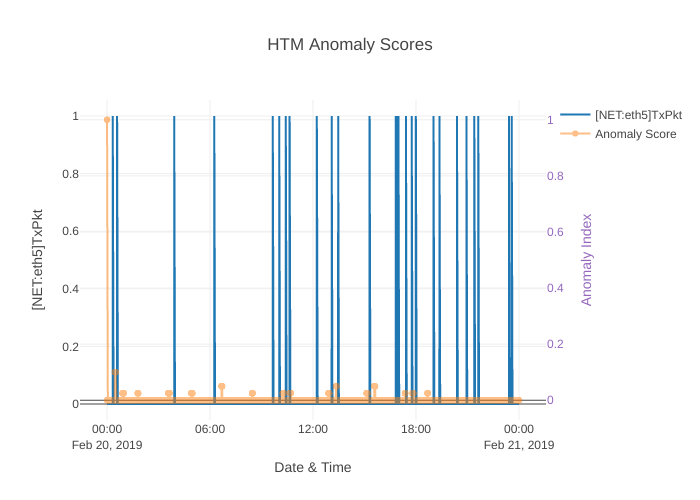 HTM Anomaly Scores
[NET:eth5]TxPkt
Anomaly Score
1
0.8
0.6
0.4
0.2
0
[NET:eth5]TxPkt
1
0.8
0.6
0.4
0.2
0
Anomaly Index
00:00
Feb 20, 2019
06:00
12:00
18:00
00:00
Feb 21, 2019
Date & Time